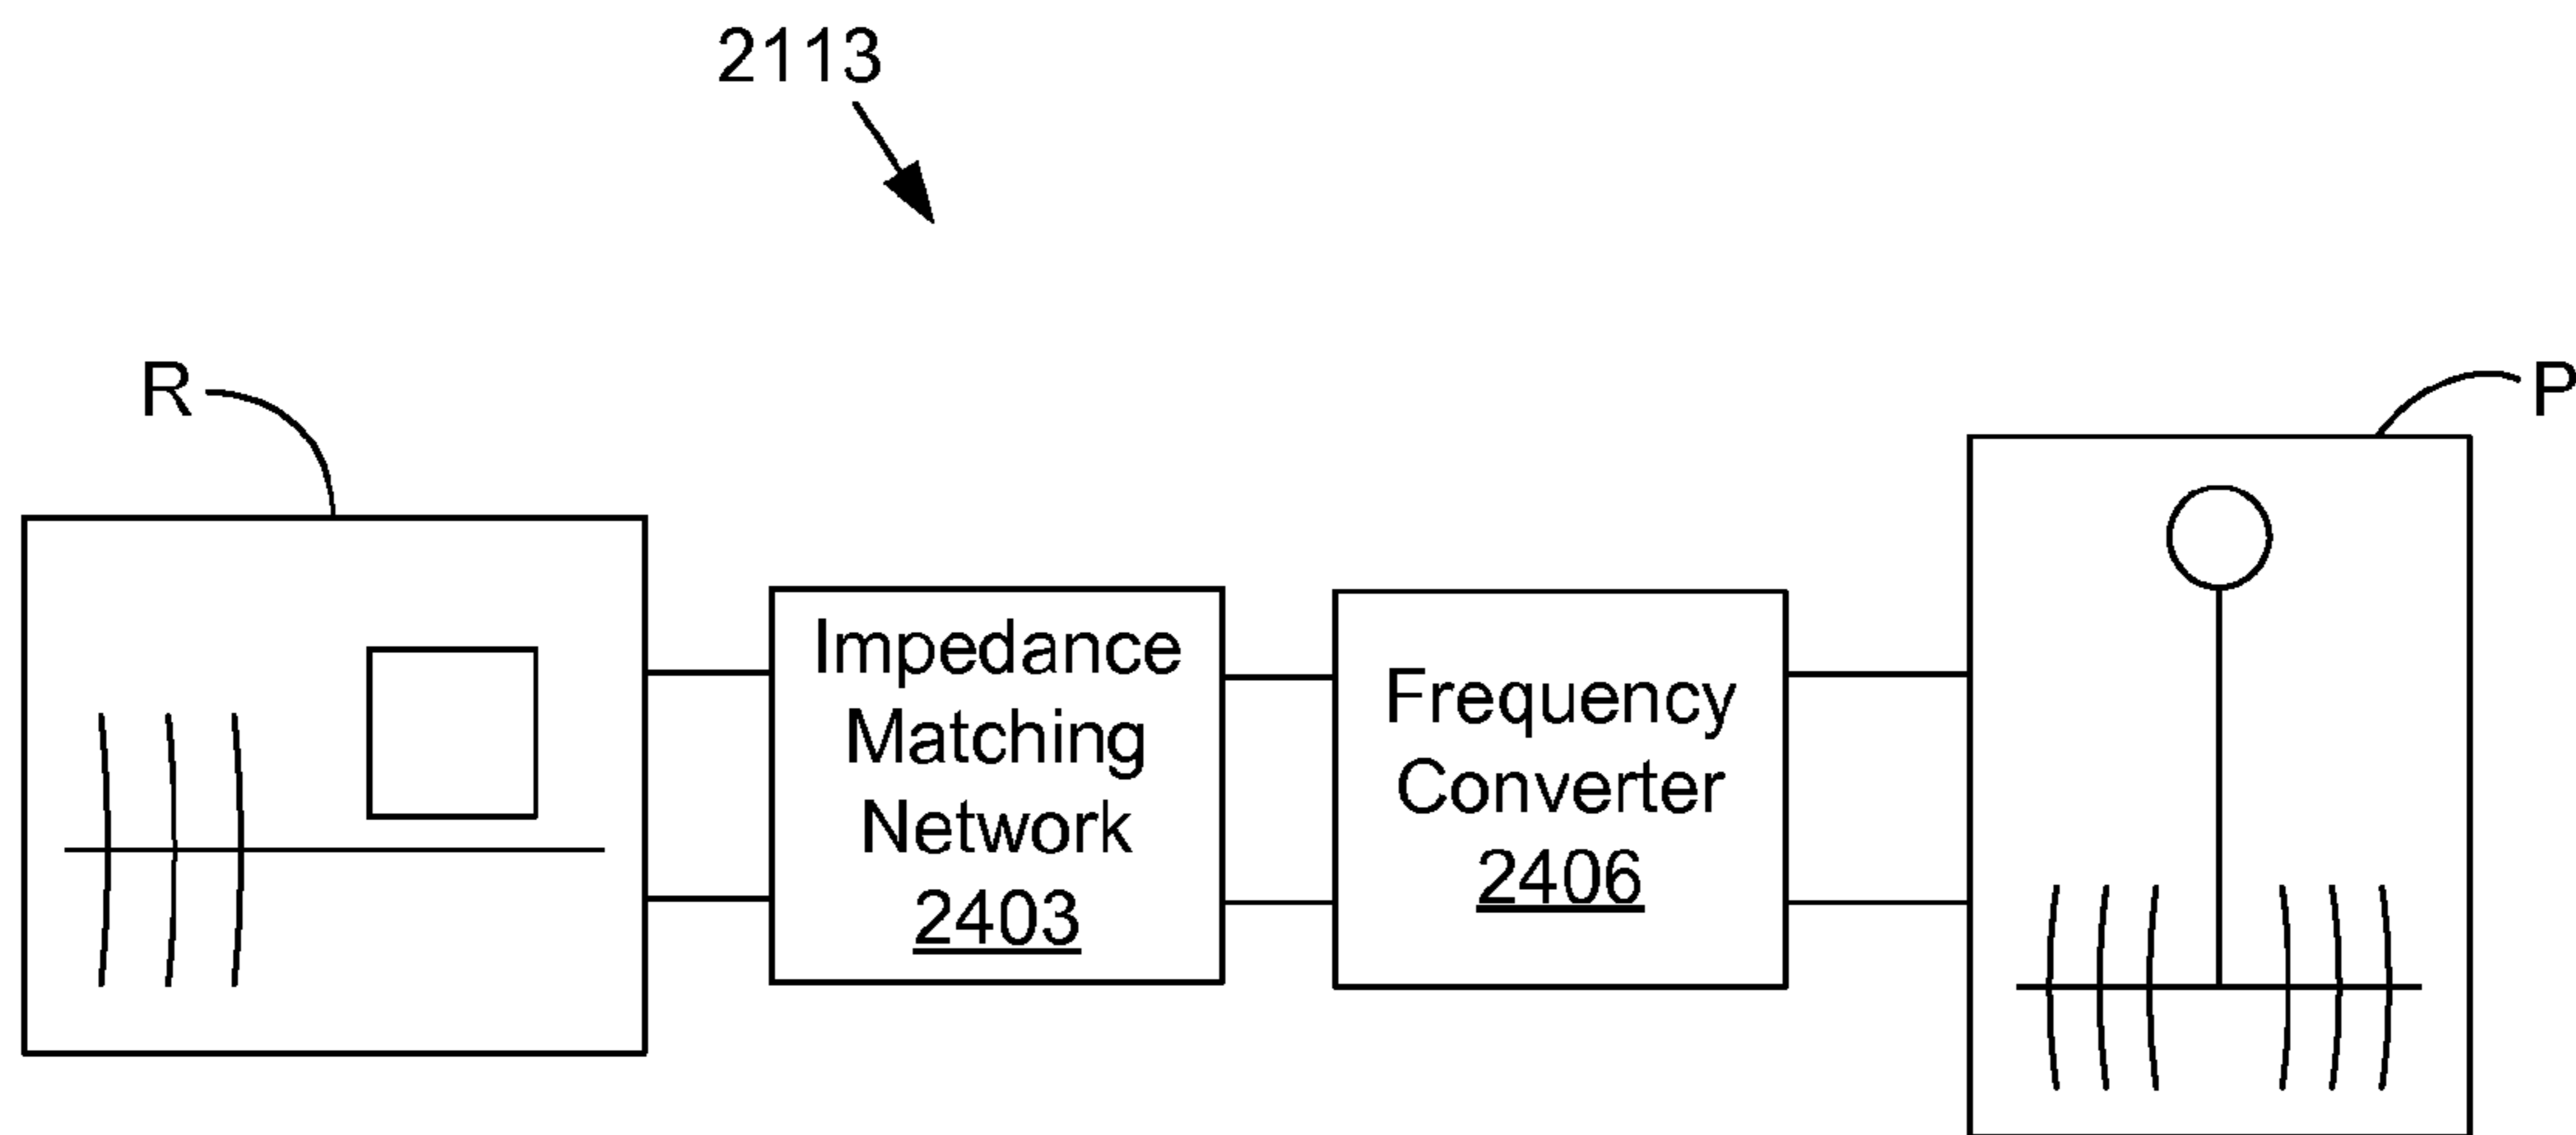 2113
R
P
Impedance
Matching
Network
2403
Frequency
Converter
2406